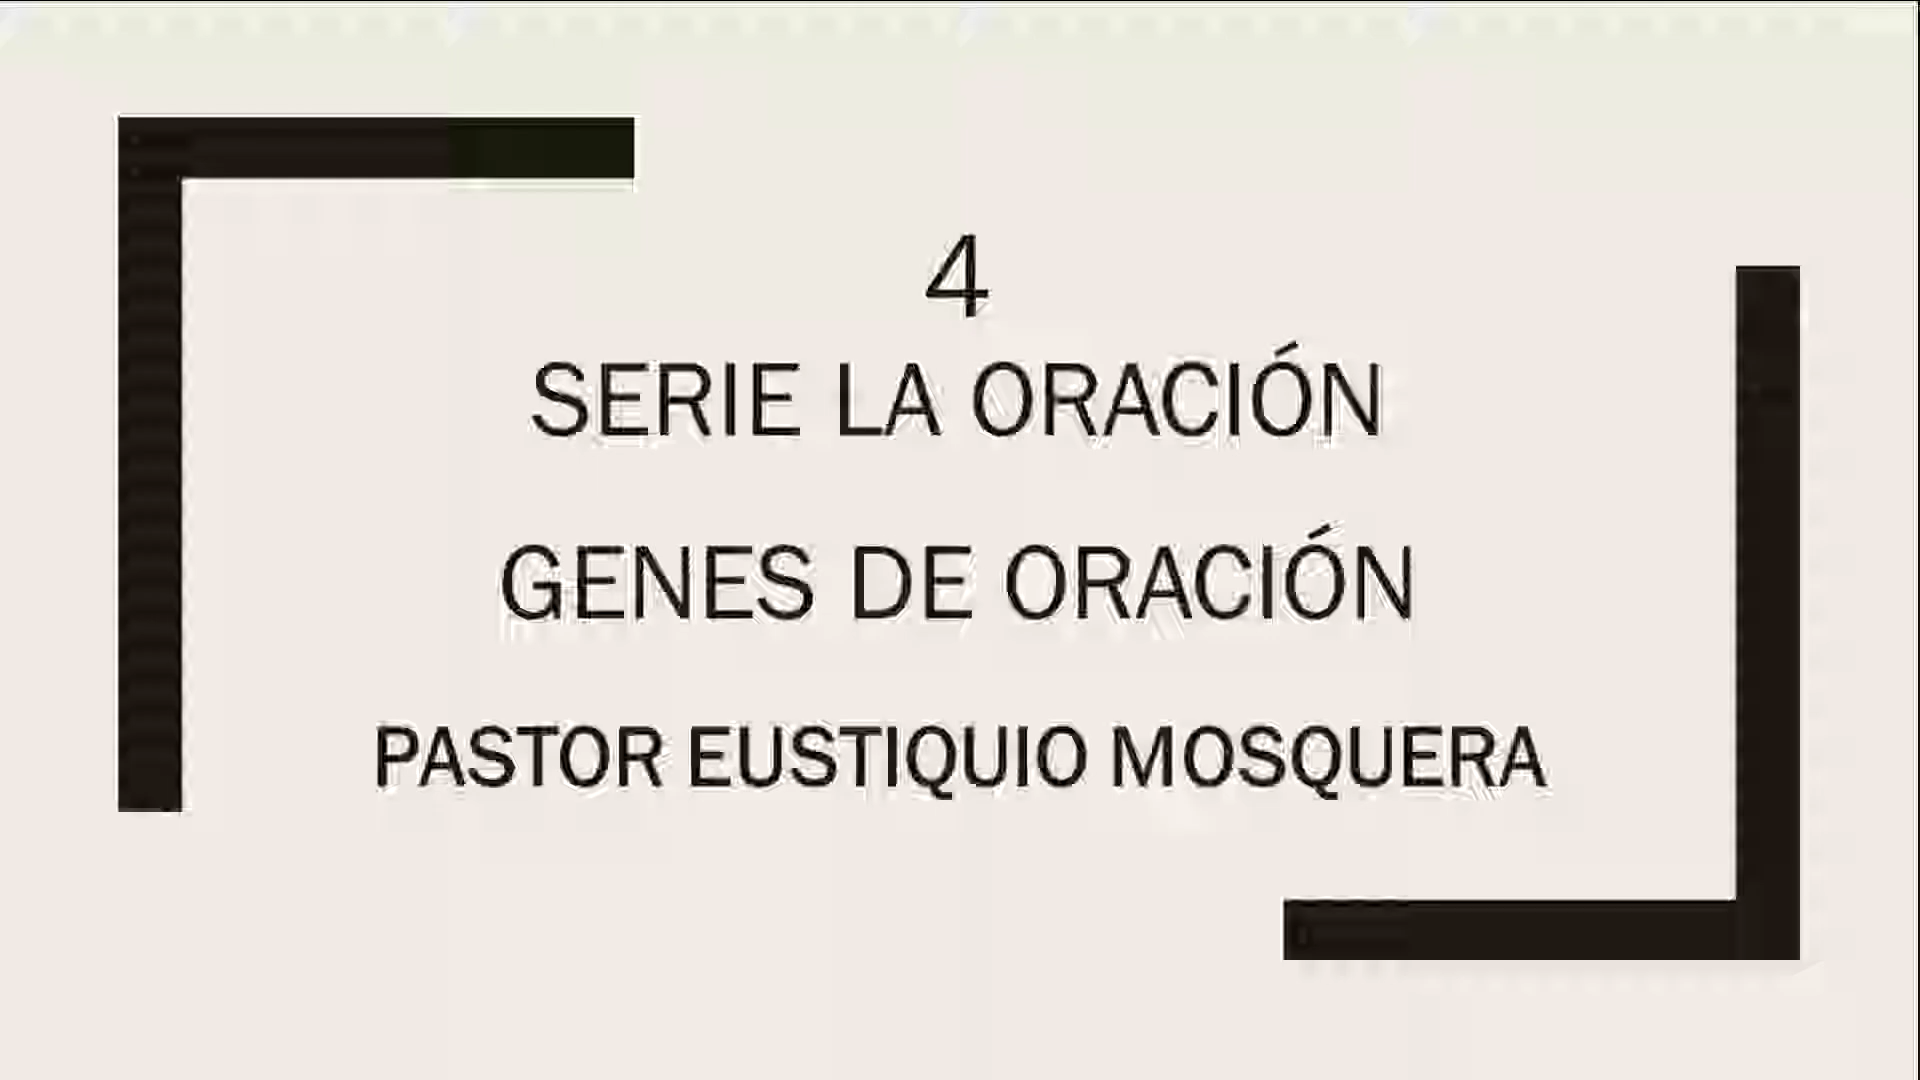 4
SERIE LA ORACIÓN
GENES DE ORACIÓN
PASTOR EUSTIQUIO MOSQUERA